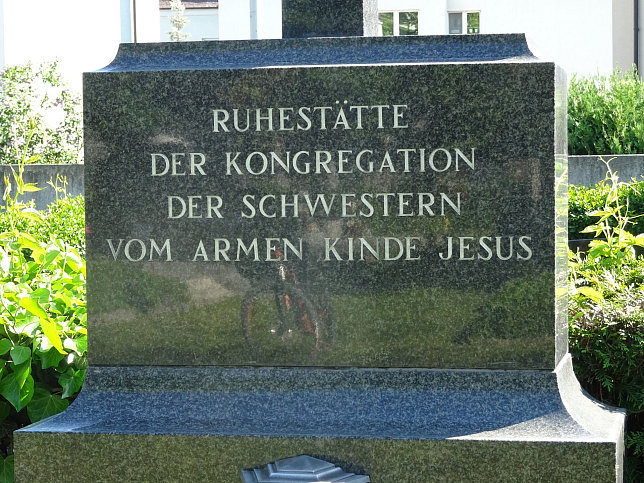 RUHESTÄTTE
DER KONGREGATION
DER SCHWESTERN
VOM ARMEN KINDE JESUS